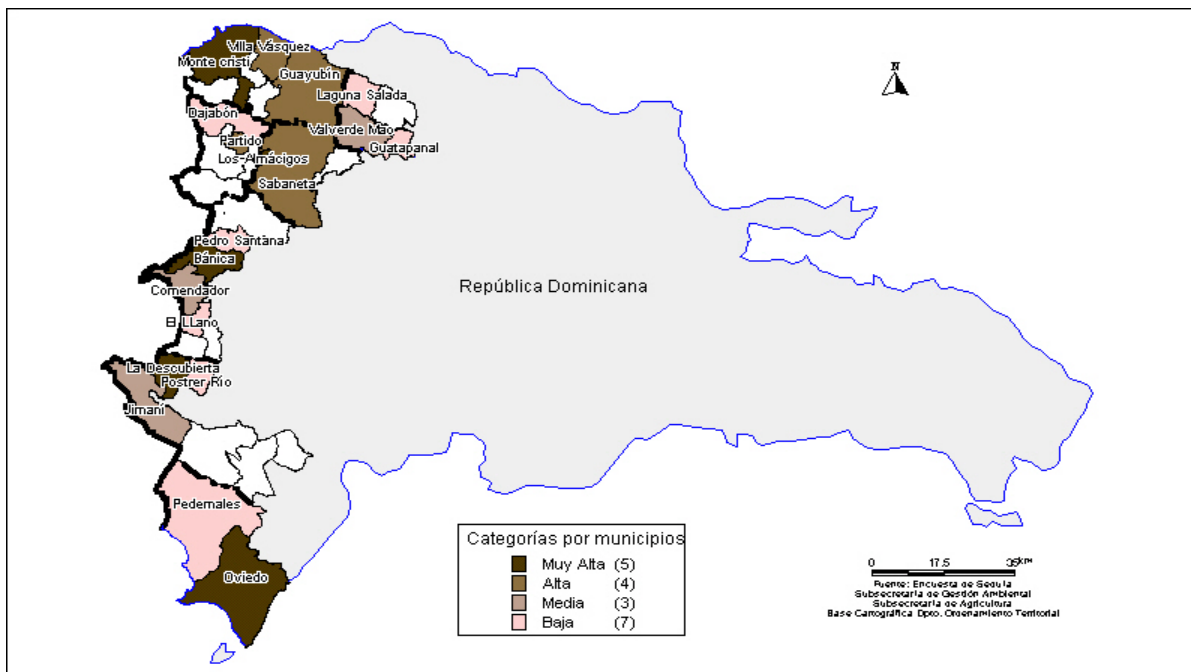 N
Villa Vásquez
Monte cristi
Guayubín
Laguna Salada
Dajabón
Valverde Mao
Partido
Guatapanal
Los Almácigos
Sabaneta
Pedro Santana
Bánica
República Dominicana
Comendador
El LLano
La Descubierta
Postrer Río
Jimaní
Pedernales
Oviedo
Categorías por municipios
Muy Alta (5)
Alta (4)
Media (3)
Baja (7)
0 17.5 35 km
Fuente: Encuesta de Sequía
Subsecretaría de Gestión Ambiental
Subsecretaría de Agricultura
Base Cartográfica Dpto. Ordenamiento Territorial